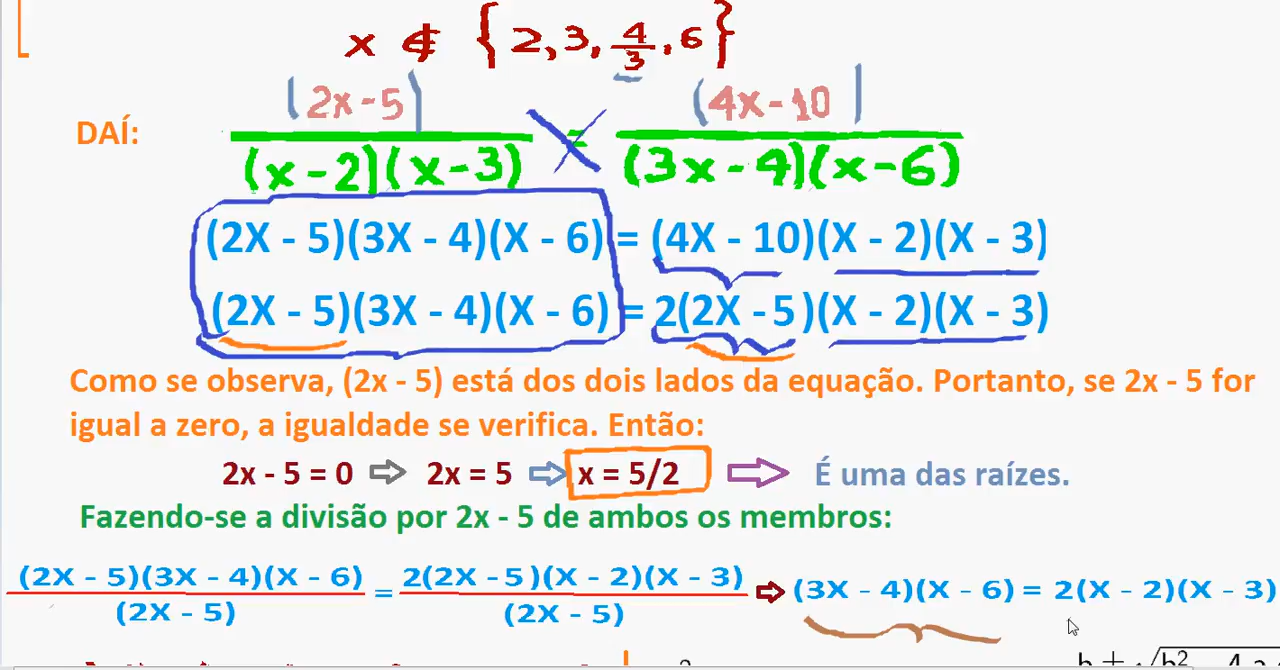 x ∉ {2, 3, 4/3, 6}
DAÍ: (2x-5)/((x-2)(x-3)) = (4x-10)/((3x-4)(x-6))
(2X - 5)(3X - 4)(X - 6) = (4X - 10)(X - 2)(X - 3)
(2X - 5)(3X - 4)(X - 6) = 2(2X - 5)(X - 2)(X - 3)
Como se observa, (2x - 5) está dos dois lados da equação. Portanto, se 2x - 5 for
igual a zero, a igualdade se verifica. Então:
2x - 5 = 0 ⇨ 2x = 5 ⇨ x = 5/2 ⇨ É uma das raízes.
Fazendo-se a divisão por 2x - 5 de ambos os membros:
(2X - 5)(3X - 4)(X - 6)/(2X - 5) = 2(2X - 5)(X - 2)(X - 3)/(2X - 5) ⇨ (3X - 4)(X - 6) = 2(X - 2)(X - 3)